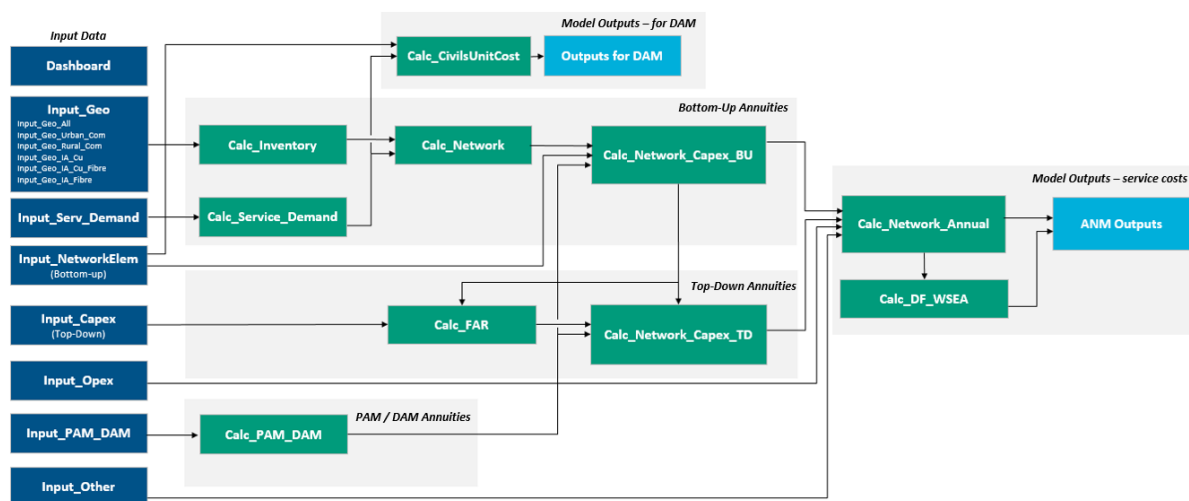 Input Data
Dashboard
Input_Geo
Input_Geo_All
Input_Geo_Urban_Com
Input_Geo_Rural_Com
Input_Geo_IA_Cu
Input_Geo_IA_Cu_Fibre
Input_Geo_IA_Fibre
Input_Serv_Demand
Input_NetworkElem
(Bottom-up)
Input_Capex
(Top-Down)
Input_Opex
Input_PAM_DAM
Input_Other
Model Outputs – for DAM
Calc_CivilsUnitCost
Outputs for DAM
Bottom-Up Annuities
Calc_Inventory
Calc_Network
Calc_Network_Capex_BU
Calc_Service_Demand
Top-Down Annuities
Calc_FAR
Calc_Network_Capex_TD
PAM / DAM Annuities
Calc_PAM_DAM
Model Outputs – service costs
Calc_Network_Annual
ANM Outputs
Calc_DF_WSEA